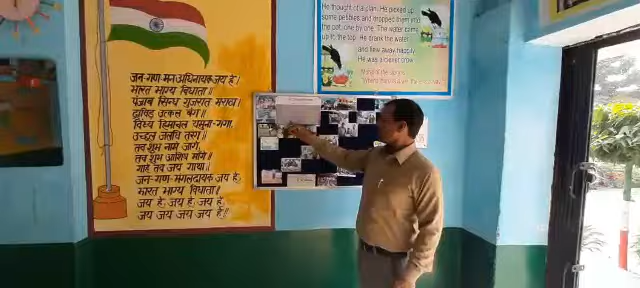 जन-गण मन अधिनायक जय हे।
भारत भाग्य विधाता॥
पंजाब सिन्ध गुजरात मराठा।
द्राविड़ उत्कल बंग॥
विंध्य हिमाचल यमुना-गंगा,
उच्छल जलधि तरंग॥
तव शुभ नामे जागे,
तव शुभ आशिष मांगे॥
गाहे तव जय गाथा॥
जन-गण-मंगलदायक जय हे,
भारत भाग्य विधाता।
जय हे, जय हे, जय हे,
जय जय जय जय हे॥
He thought of a plan. He picked up
some pebbles and dropped them into
the pot, one by one. The water came
up to the top. He drank the water
and flew away happily.
He was a clever crow.